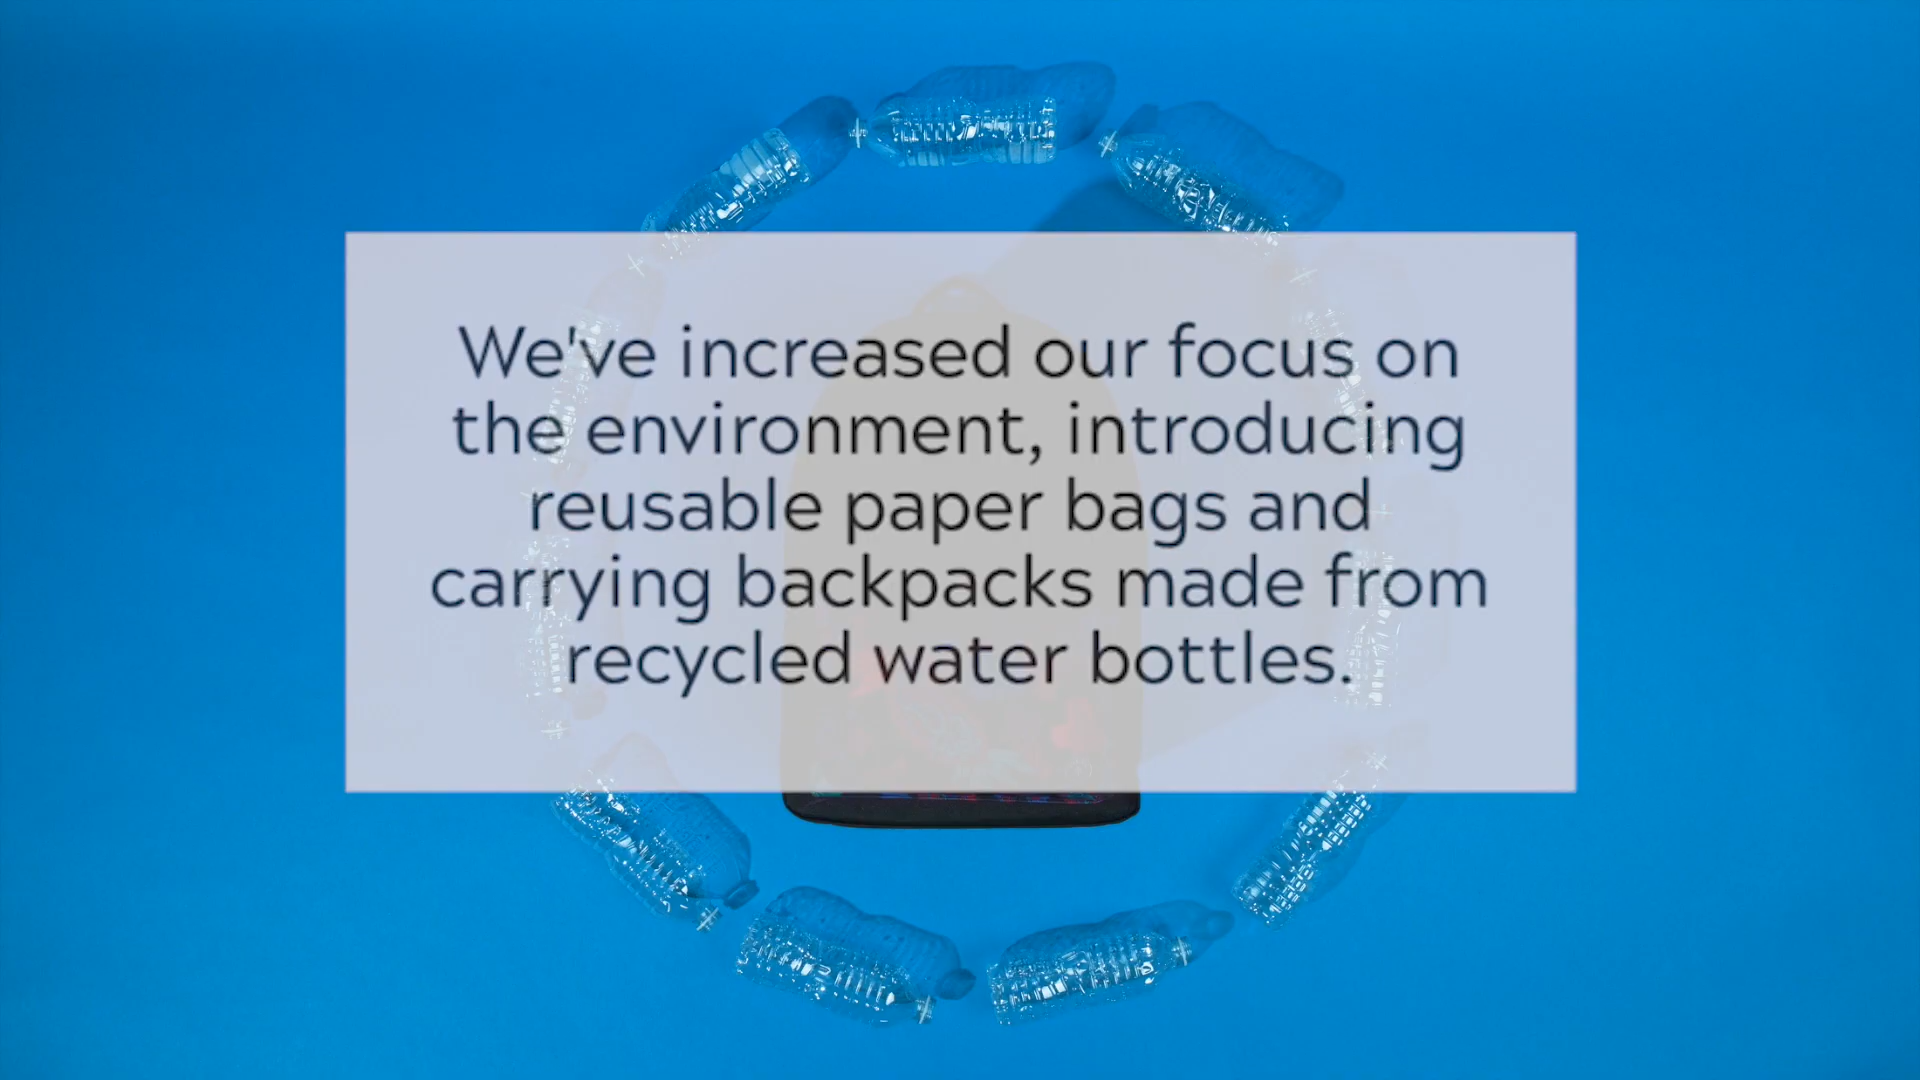 We've increased our focus on
the environment, introducing
reusable paper bags and
carrying backpacks made from
recycled water bottles.